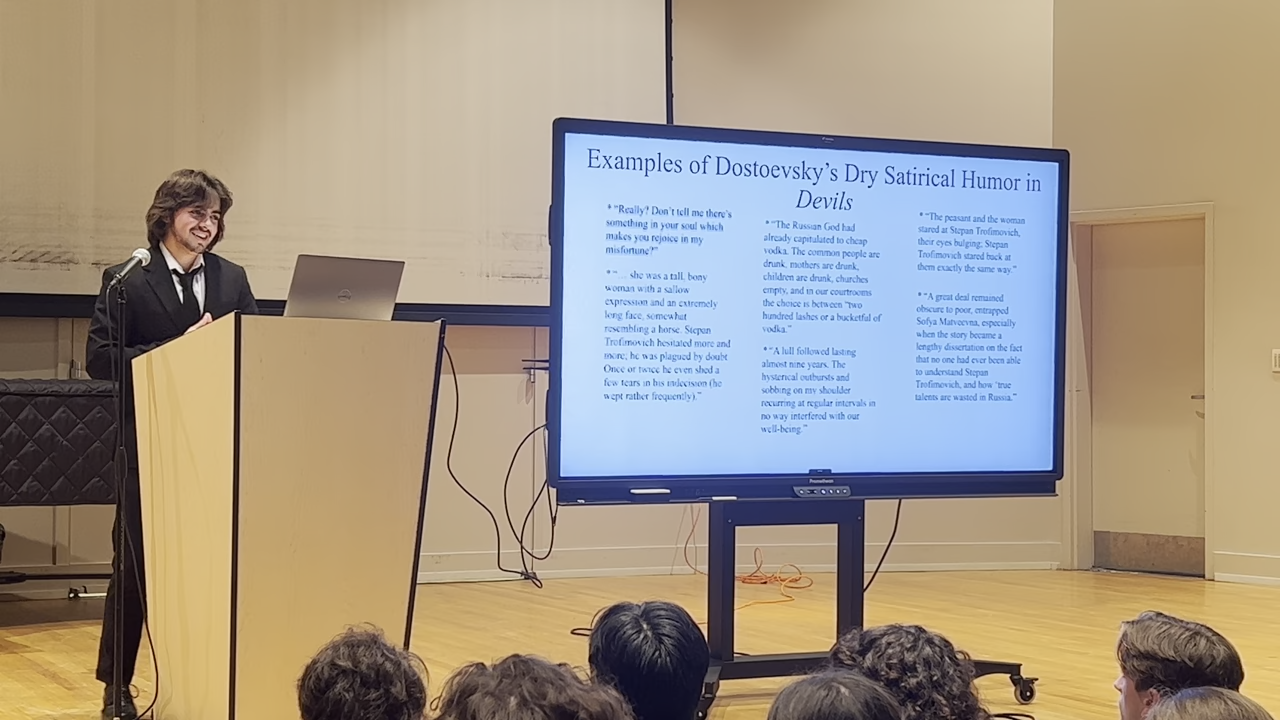 Examples of Dostoevsky's Dry Satirical Humor in
Devils
* "Really? Don't tell me there's
something in your soul which
makes you rejoice in my
misfortune?"
* "… she was a tall, bony
woman with a sallow
expression and an extremely
long face, somewhat
resembling a horse. Stepan
Trofimovich hesitated more and
more; he was plagued by doubt
Once or twice he even shed a
few tears in his indecision (he
wept rather frequently)."
* "The Russian God had
already capitulated to cheap
vodka. The common people are
drunk, mothers are drunk,
children are drunk, churches
empty, and in our courtrooms
the choice is between "two
hundred lashes or a bucketful of
vodka."
* "A lull followed lasting
almost nine years. The
hysterical outbursts and
sobbing on my shoulder
recurring at regular intervals in
no way interfered with our
well-being."
* "The peasant and the woman
stared at Stepan Trofimovich,
their eyes bulging; Stepan
Trofimovich stared back at
them exactly the same way."
* "A great deal remained
obscure to poor, entrapped
Sofya Matveevna, especially
when the story became a
lengthy dissertation on the fact
that no one had ever been able
to understand Stepan
Trofimovich, and how 'true
talents are wasted in Russia."
Promethean
DELL